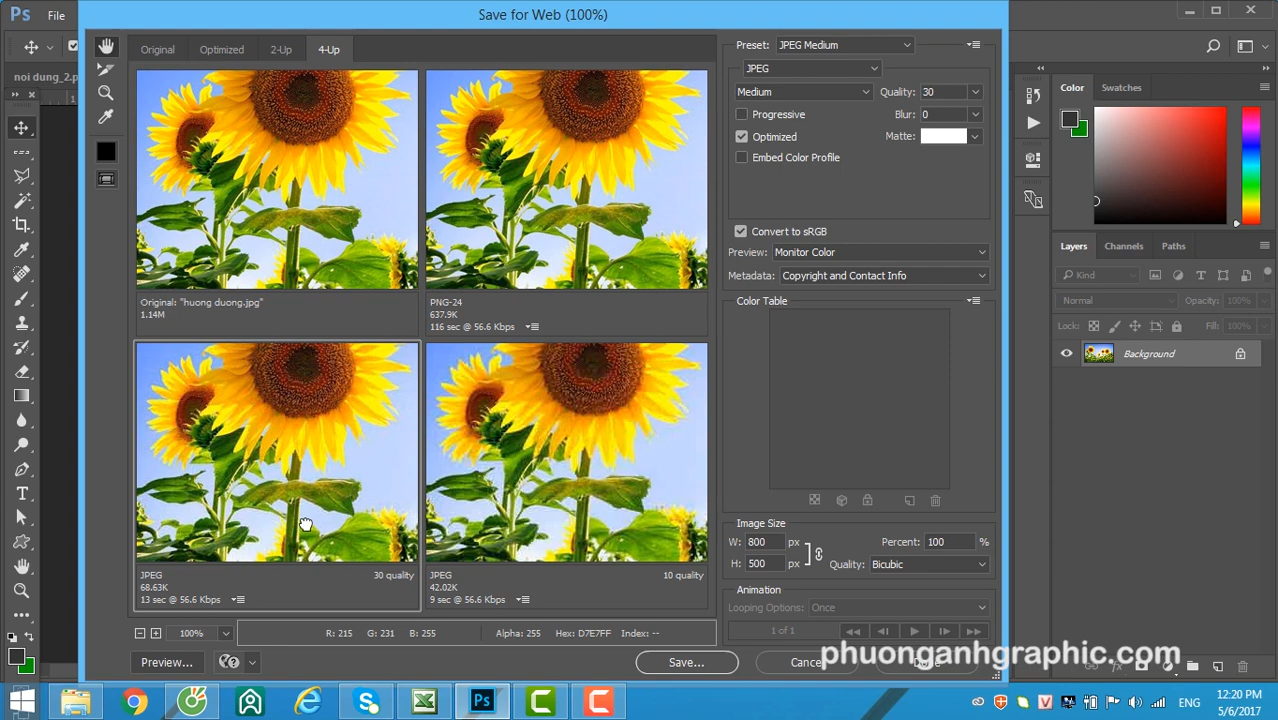 Ps
File
Save for Web (100%)
noi dung_2.p
Original
Optimized
2-Up
4-Up
Original: "huong duong.jpg"
1.14M
PNG-24
637.9K
116 sec @ 56.6 Kbps
JPEG
30 quality
68.63K
13 sec @ 56.6 Kbps
JPEG
10 quality
42.02K
9 sec @ 56.6 Kbps
100%
R: 215
G: 231
B: 255
Alpha: 255
Hex: D7E7FF
Index: --
Preview...
Save...
Preset:
JPEG Medium
JPEG
Medium
Quality:
30
Progressive
Blur:
0
Optimized
Matte:
Embed Color Profile
Convert to sRGB
Preview:
Monitor Color
Metadata:
Copyright and Contact Info
Color Table
Image Size
W:
800
px
Percent:
100
%
H:
500
px
Quality:
Bicubic
Animation
Looping Options:
Once
1 of 1
Color
Swatches
Layers
Channels
Paths
Kind
Normal
Opacity:
100%
Lock:
Fill:
100%
Background
phuonganhgraphic.com
Ps
ENG
12:20 PM
5/6/2017